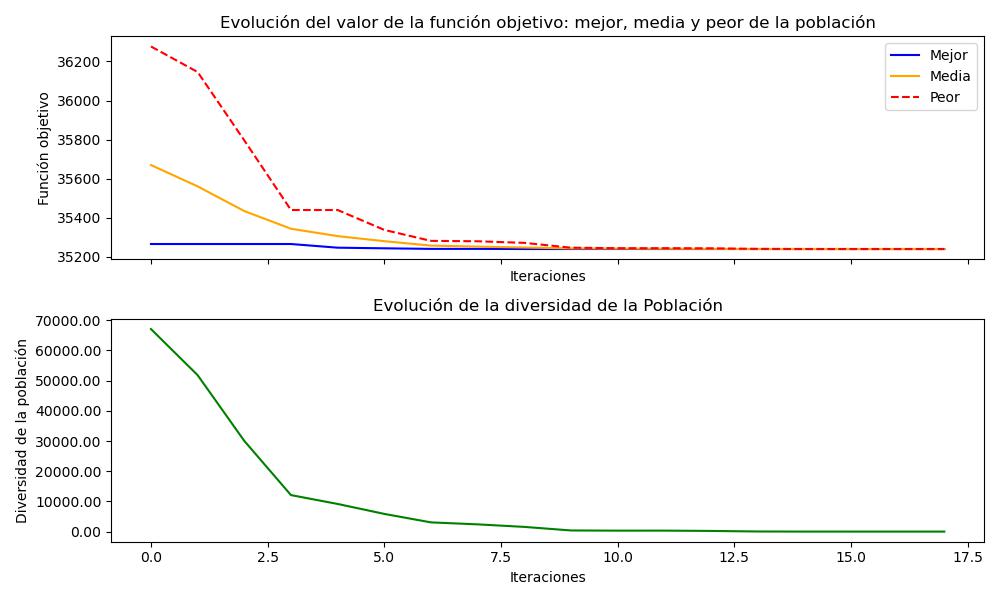 Evolución del valor de la función objetivo: mejor, media y peor de la población
Función objetivo
36200
36000
35800
35600
35400
35200
Mejor
Media
Peor
Iteraciones
Evolución de la diversidad de la Población
Diversidad de la población
70000.00
60000.00
50000.00
40000.00
30000.00
20000.00
10000.00
0.00
0.0 2.5 5.0 7.5 10.0 12.5 15.0 17.5
Iteraciones